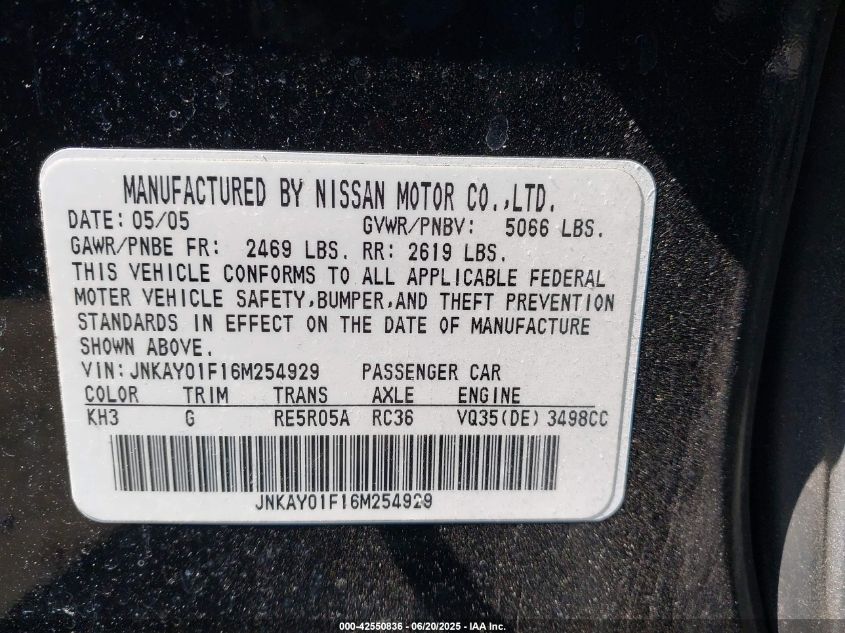 MANUFACTURED BY NISSAN MOTOR CO.,LTD.
DATE: 05/05 GVWR/PNBV: 5066 LBS.
GAWR/PNBE FR: 2469 LBS. RR: 2619 LBS.
THIS VEHICLE CONFORMS TO ALL APPLICABLE FEDERAL
MOTER VEHICLE SAFETY,BUMPER,AND THEFT PREVENTION
STANDARDS IN EFFECT ON THE DATE OF MANUFACTURE
SHOWN ABOVE.
VIN:JNKAY01F16M254929 PASSENGER CAR
COLOR TRIM TRANS AXLE ENGINE
KH3 G RE5R05A RC36 VQ35(DE) 3498CC
JNKAY01F16M254929
000-42550836 - 06/20/2025 - IAA Inc.